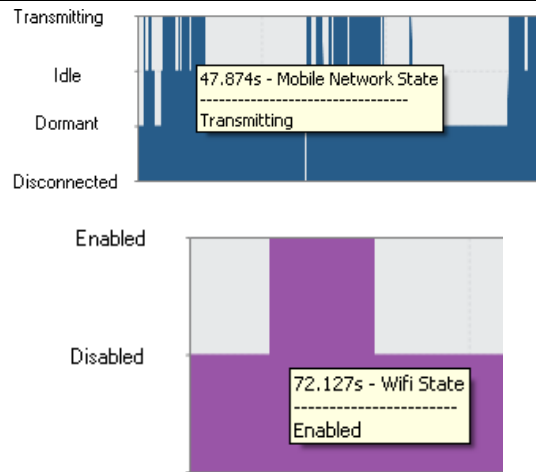 Transmitting
Idle
47.874s - Mobile Network State
--------------------------------
Transmitting
Dormant
Disconnected
Enabled
Disabled
72.127s - Wifi State
-----------------------
Enabled